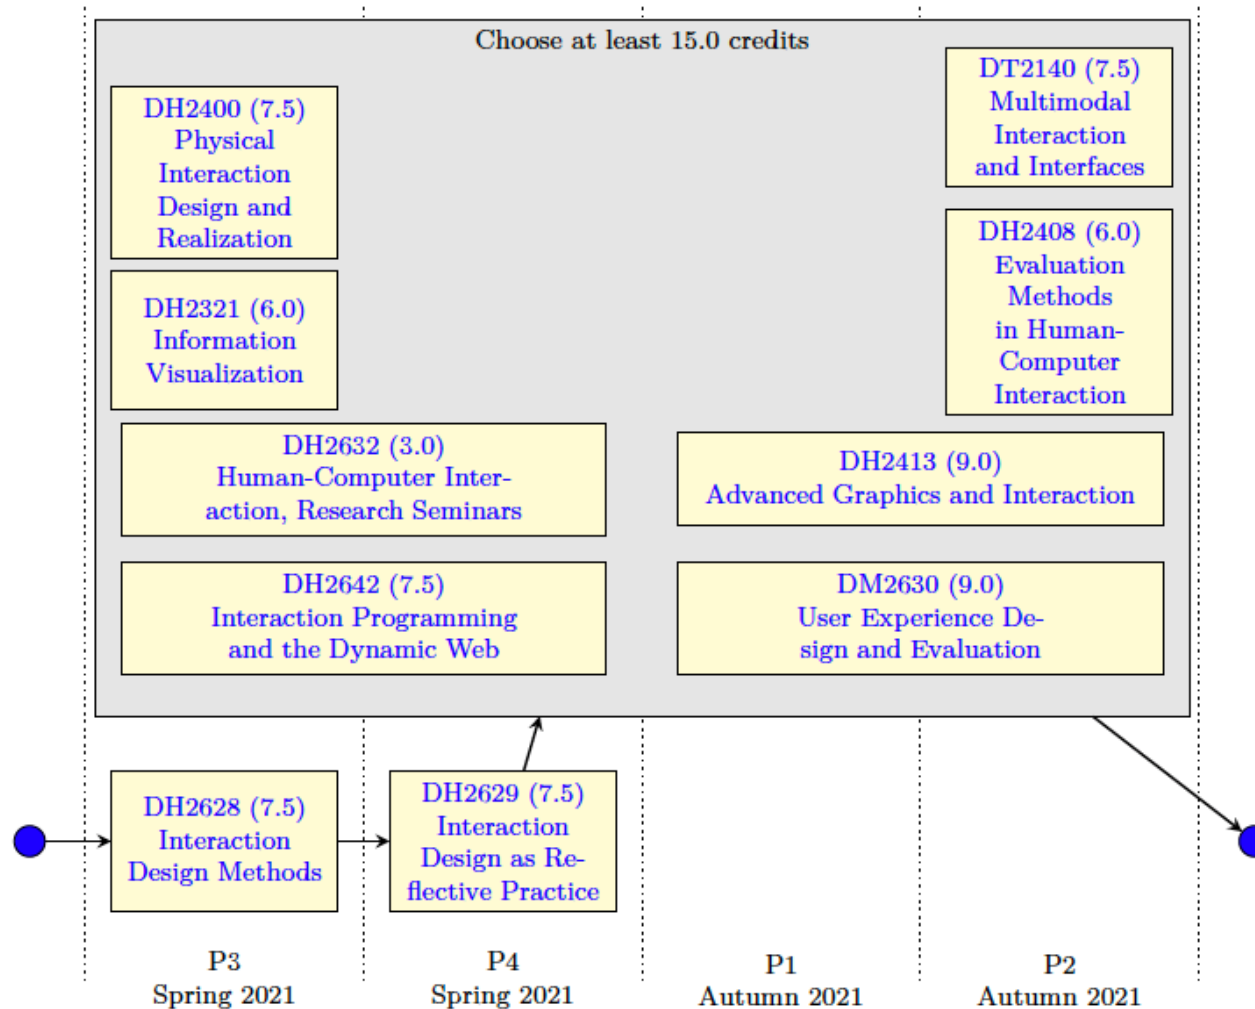 Choose at least 15.0 credits
DH2400 (7.5)
Physical
Interaction
Design and
Realization
DT2140 (7.5)
Multimodal
Interaction
and Interfaces
DH2321 (6.0)
Information
Visualization
DH2408 (6.0)
Evaluation
Methods
in Human-
Computer
Interaction
DH2632 (3.0)
Human-Computer Inter-
action, Research Seminars
DH2413 (9.0)
Advanced Graphics and Interaction
DH2642 (7.5)
Interaction Programming
and the Dynamic Web
DM2630 (9.0)
User Experience De-
sign and Evaluation
DH2628 (7.5)
Interaction
Design Methods
DH2629 (7.5)
Interaction
Design as Re-
flective Practice
P3
Spring 2021
P4
Spring 2021
P1
Autumn 2021
P2
Autumn 2021